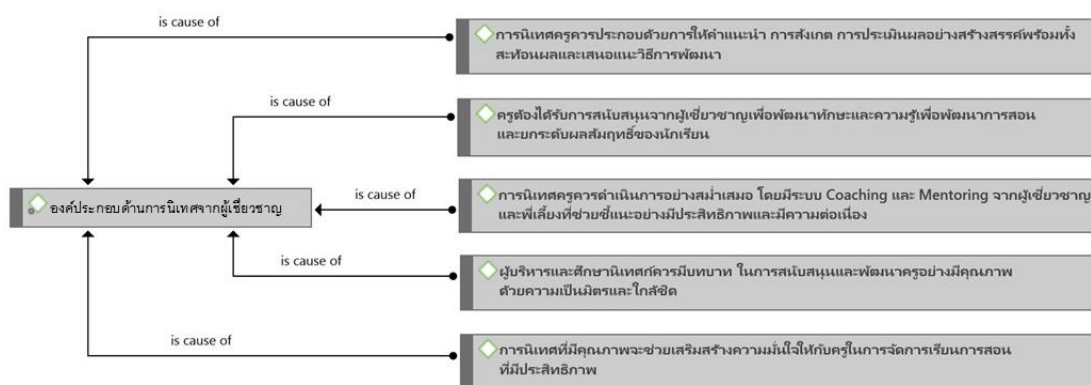 is cause of
การนิเทศครูควรประกอบด้วยการให้คำแนะนำ การสังเกต การประเมินผลอย่างสร้างสรรค์พร้อมทั้ง
สะท้อนผลและเสนอแนะวิธีการพัฒนา
is cause of
ครูต้องได้รับการสนับสนุนจากผู้เชี่ยวชาญเพื่อพัฒนาทักษะและความรู้เพื่อพัฒนาการสอน
และยกระดับผลสัมฤทธิ์ของนักเรียน
องค์ประกอบด้านการนิเทศจากผู้เชี่ยวชาญ
is cause of
การนิเทศครูควรดำเนินการอย่างสม่ำเสมอ โดยมีระบบ Coaching และ Mentoring จากผู้เชี่ยวชาญ
และพี่เลี้ยงที่ช่วยชี้แนะอย่างมีประสิทธิภาพและมีความต่อเนื่อง
is cause of
ผู้บริหารและศึกษานิเทศก์ควรมีบทบาท ในการสนับสนุนและพัฒนาครูอย่างมีคุณภาพ
ด้วยความเป็นมิตรและใกล้ชิด
is cause of
การนิเทศที่มีคุณภาพจะช่วยเสริมสร้างความมั่นใจให้กับครูในการจัดการเรียนการสอน
ที่มีประสิทธิภาพ